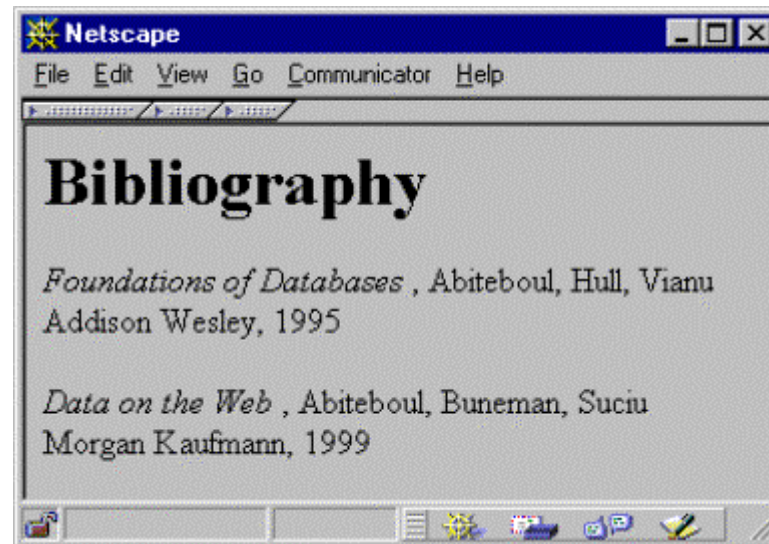 Netscape
File Edit View Go Communicator Help
Bibliography
Foundations of Databases , Abiteboul, Hull, Vianu
Addison Wesley, 1995
Data on the Web , Abiteboul, Buneman, Suciu
Morgan Kaufmann, 1999